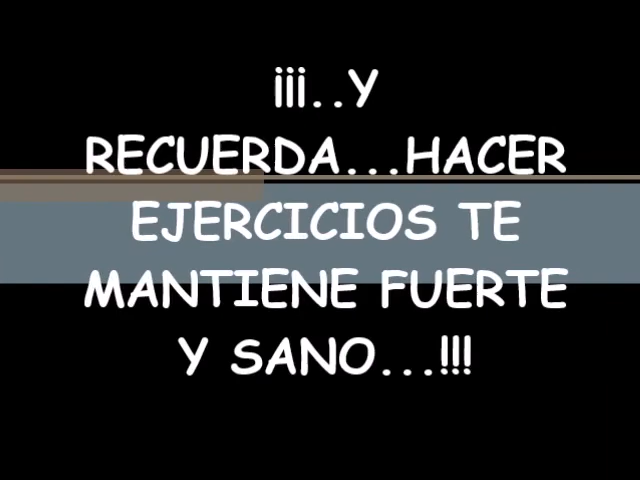 ¡¡¡..Y
RECUERDA...HACER
EJERCICIOS TE
MANTIENE FUERTE
Y SANO...!!!